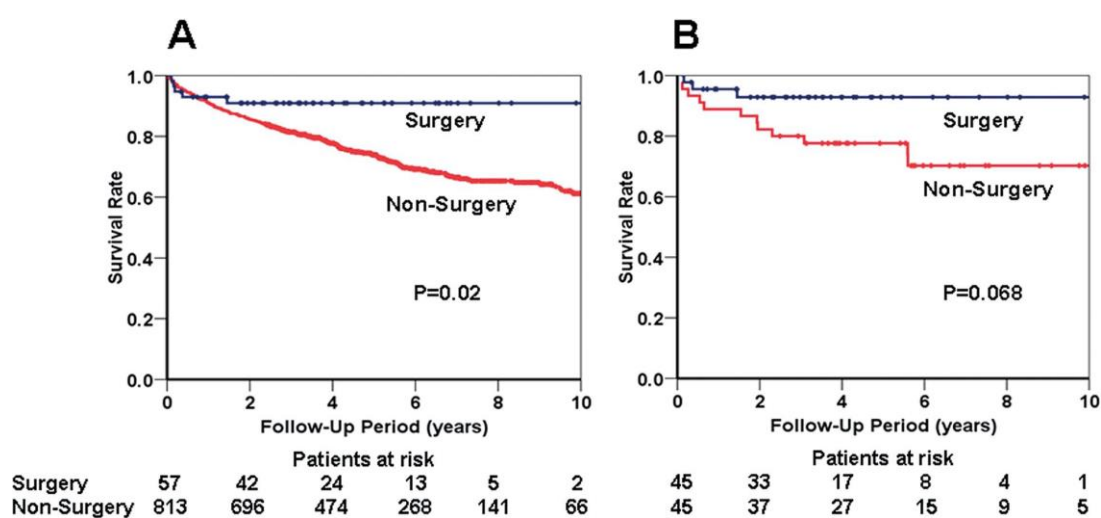 A
1.0
0.8
0.6
0.4
0.2
0.0
Survival Rate
Surgery
Non-Surgery
P=0.02
0 2 4 6 8 10
Follow-Up Period (years)
Patients at risk
Surgery 57 42 24 13 5 2
Non-Surgery 813 696 474 268 141 66
B
1.0
0.8
0.6
0.4
0.2
0.0
Survival Rate
Surgery
Non-Surgery
P=0.068
0 2 4 6 8 10
Follow-Up Period (years)
Patients at risk
45 33 17 8 4 1
45 37 27 15 9 5